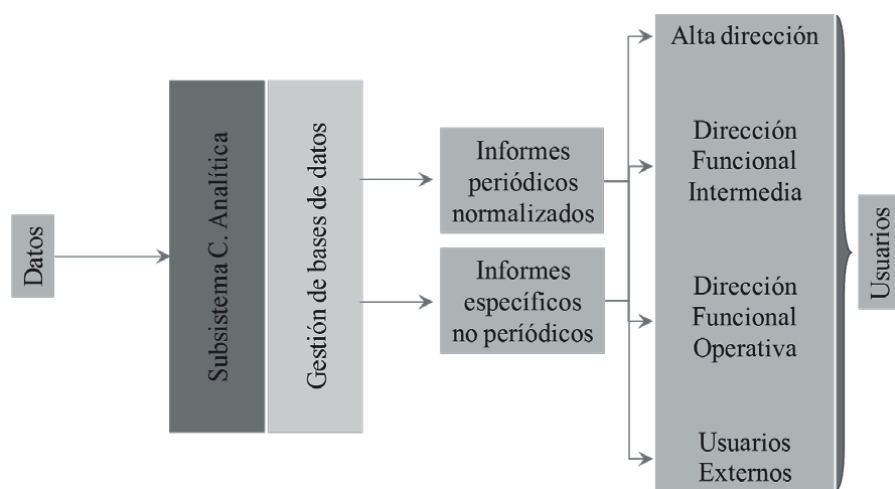 Datos
Subsistema C. Analítica
Gestión de bases de datos
Informes
periódicos
normalizados
Informes
específicos
no períódicos
Alta dirección
Dirección
Funcional
Intermedia
Dirección
Funcional
Operativa
Usuarios
Externos
Usuarios